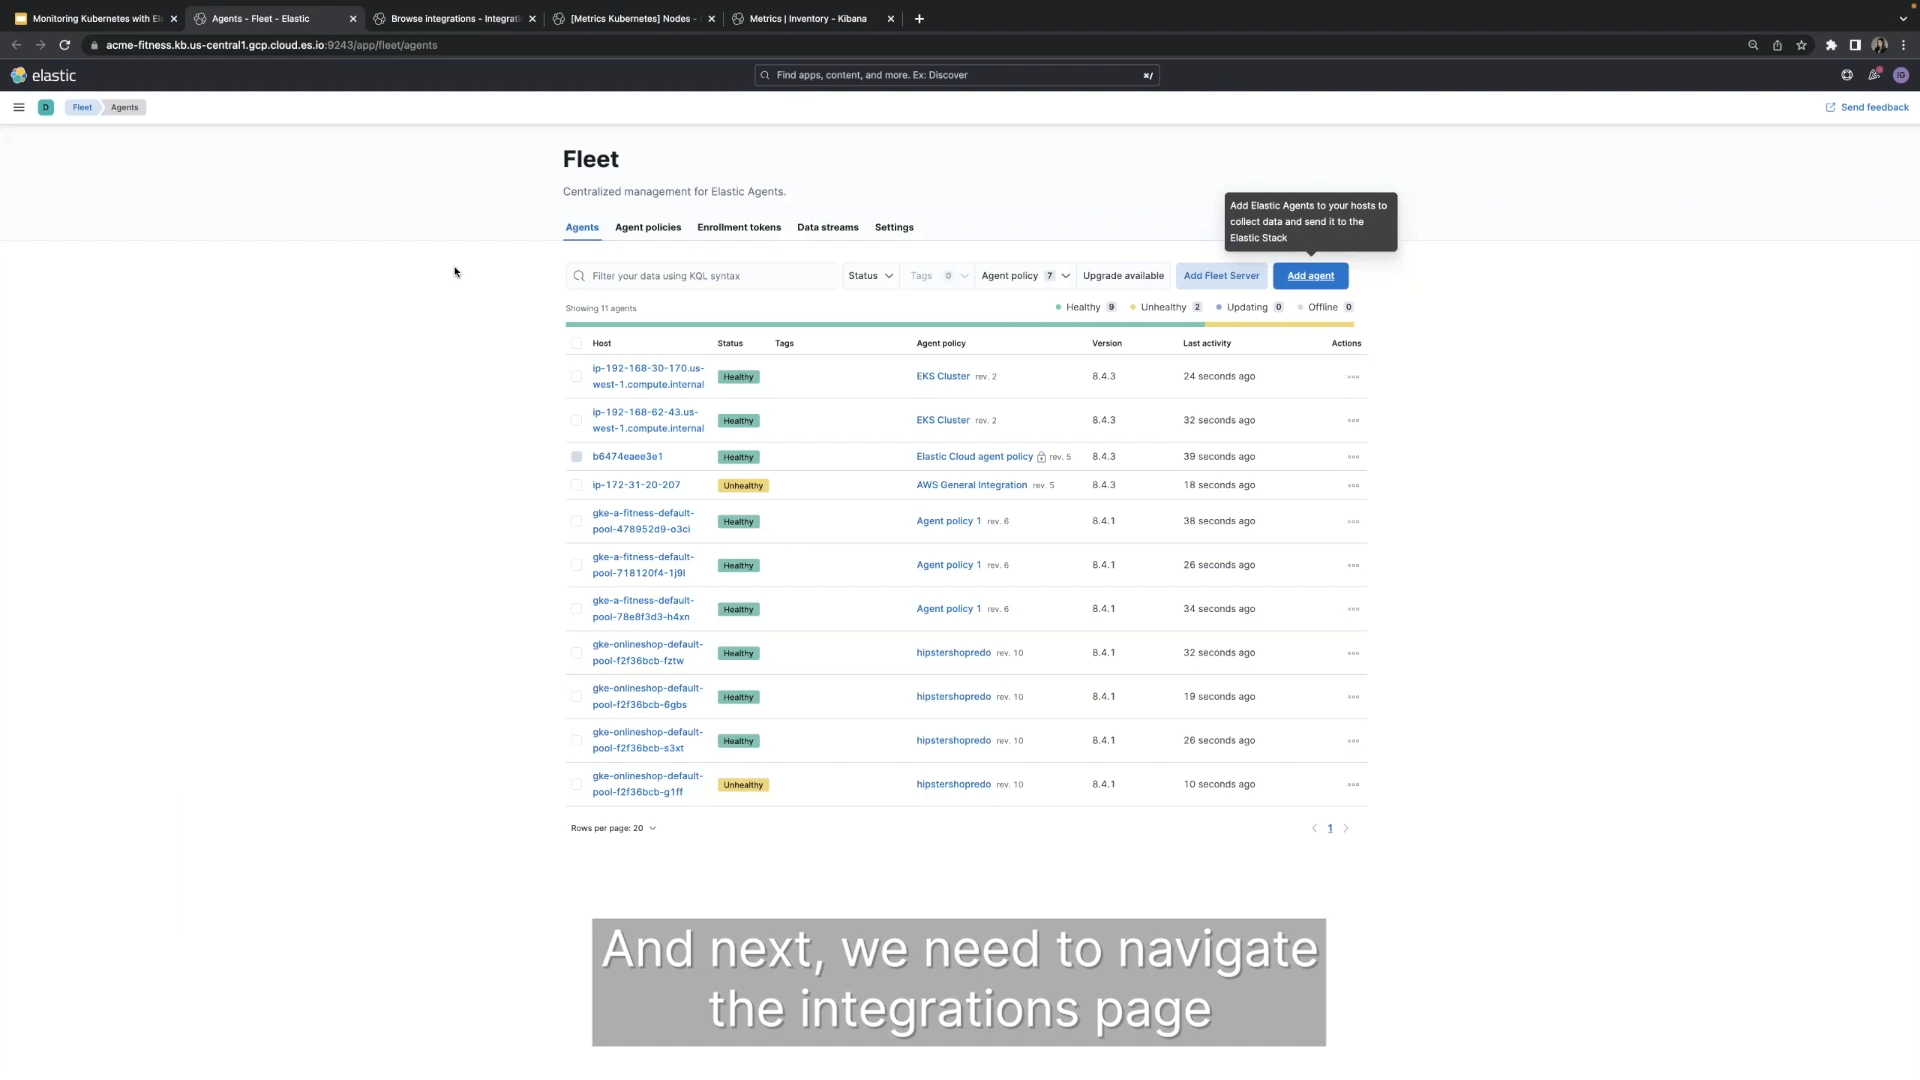 Monitoring Kubernetes with El
Agents - Fleet - Elastic
Browse integrations - Integrati
[Metrics Kubernetes] Nodes -
Metrics | Inventory - Kibana
acme-fitness.kb.us-central1.gcp.cloud.es.io:9243/app/fleet/agents
elastic
Find apps, content, and more. Ex: Discover
⌘/
IG
D
Fleet
Agents
Send feedback
Fleet
Centralized management for Elastic Agents.
Add Elastic Agents to your hosts to
collect data and send it to the
Elastic Stack
Agents Agent policies Enrollment tokens Data streams Settings
Filter your data using KQL syntax Status Tags 0 Agent policy 7 Upgrade available Add Fleet Server Add agent
Showing 11 agents Healthy 9 Unhealthy 2 Updating 0 Offline 0
Host Status Tags Agent policy Version Last activity Actions
ip-192-168-30-170.us-
west-1.compute.internal
Healthy EKS Cluster rev. 2 8.4.3 24 seconds ago
ip-192-168-62-43.us-
west-1.compute.internal
Healthy EKS Cluster rev. 2 8.4.3 32 seconds ago
b6474eaee3e1 Healthy Elastic Cloud agent policy rev. 5 8.4.3 39 seconds ago
ip-172-31-20-207 Unhealthy AWS General Integration rev. 5 8.4.3 18 seconds ago
gke-a-fitness-default-
pool-478952d9-o3ci
Healthy Agent policy 1 rev. 6 8.4.1 38 seconds ago
gke-a-fitness-default-
pool-718120f4-1j9l
Healthy Agent policy 1 rev. 6 8.4.1 26 seconds ago
gke-a-fitness-default-
pool-78e8f3d3-h4xn
Healthy Agent policy 1 rev. 6 8.4.1 34 seconds ago
gke-onlineshop-default-
pool-f2f36bcb-fztw
Healthy hipstershopredo rev. 10 8.4.1 32 seconds ago
gke-onlineshop-default-
pool-f2f36bcb-6gbs
Healthy hipstershopredo rev. 10 8.4.1 19 seconds ago
gke-onlineshop-default-
pool-f2f36bcb-s3xt
Healthy hipstershopredo rev. 10 8.4.1 26 seconds ago
gke-onlineshop-default-
pool-f2f36bcb-g1ff
Unhealthy hipstershopredo rev. 10 8.4.1 10 seconds ago
Rows per page: 20
1
And next, we need to navigate
the integrations page